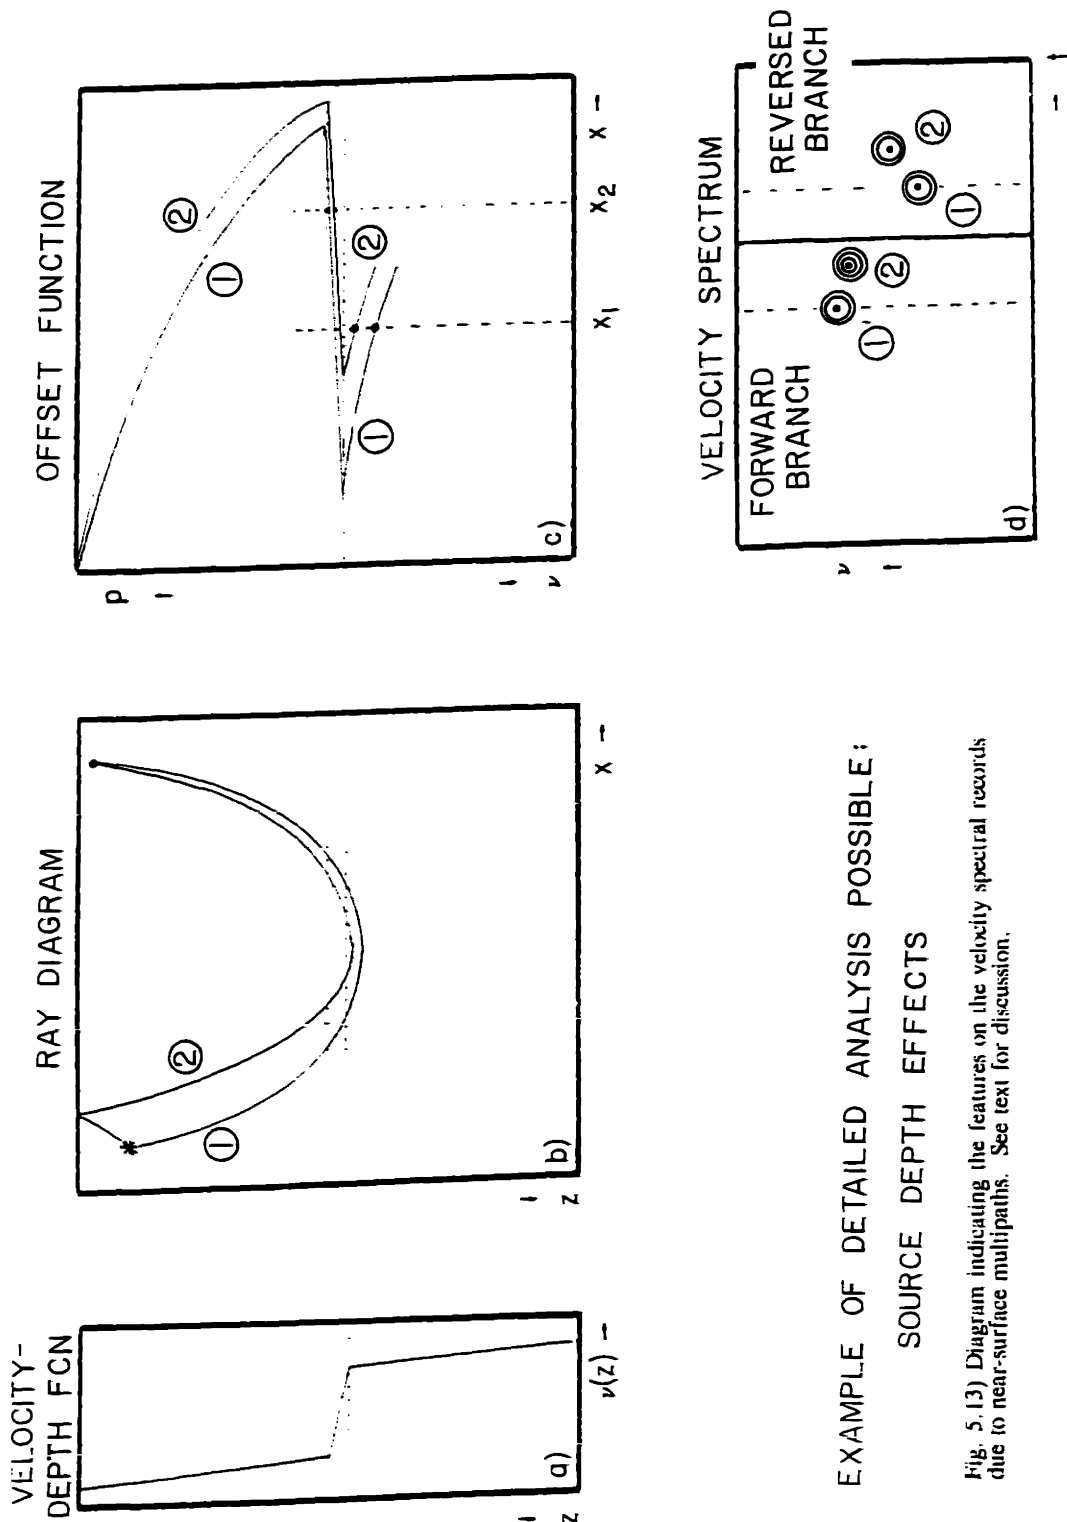 VELOCITY-
DEPTH FCN
a)
z
v(z)
RAY DIAGRAM
①
②
b)
z
x
OFFSET FUNCTION
①
②
①
②
c)
p
v
x1
x2
x
VELOCITY SPECTRUM
FORWARD
BRANCH
REVERSED
BRANCH
①
②
①
②
d)
v
EXAMPLE OF DETAILED ANALYSIS POSSIBLE:
SOURCE DEPTH EFFECTS
Fig. 5.13) Diagram indicating the features on the velocity spectral records
due to near-surface multipaths. See text for discussion.